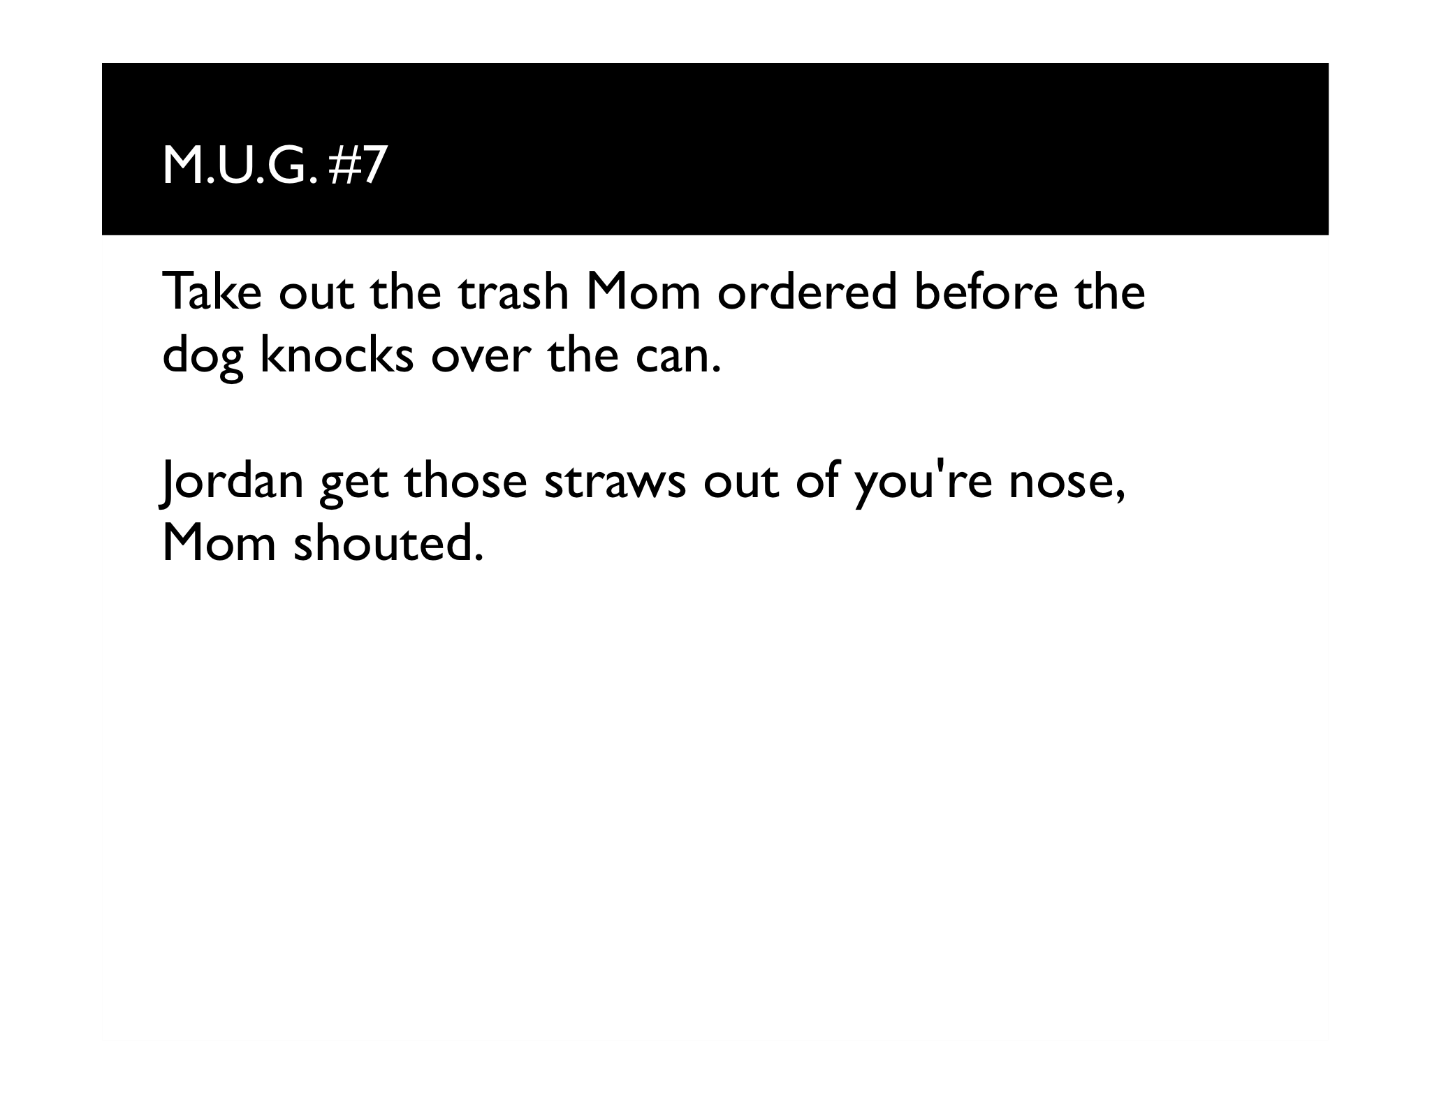 M.U.G. #7
Take out the trash Mom ordered before the
dog knocks over the can.
Jordan get those straws out of you're nose,
Mom shouted.